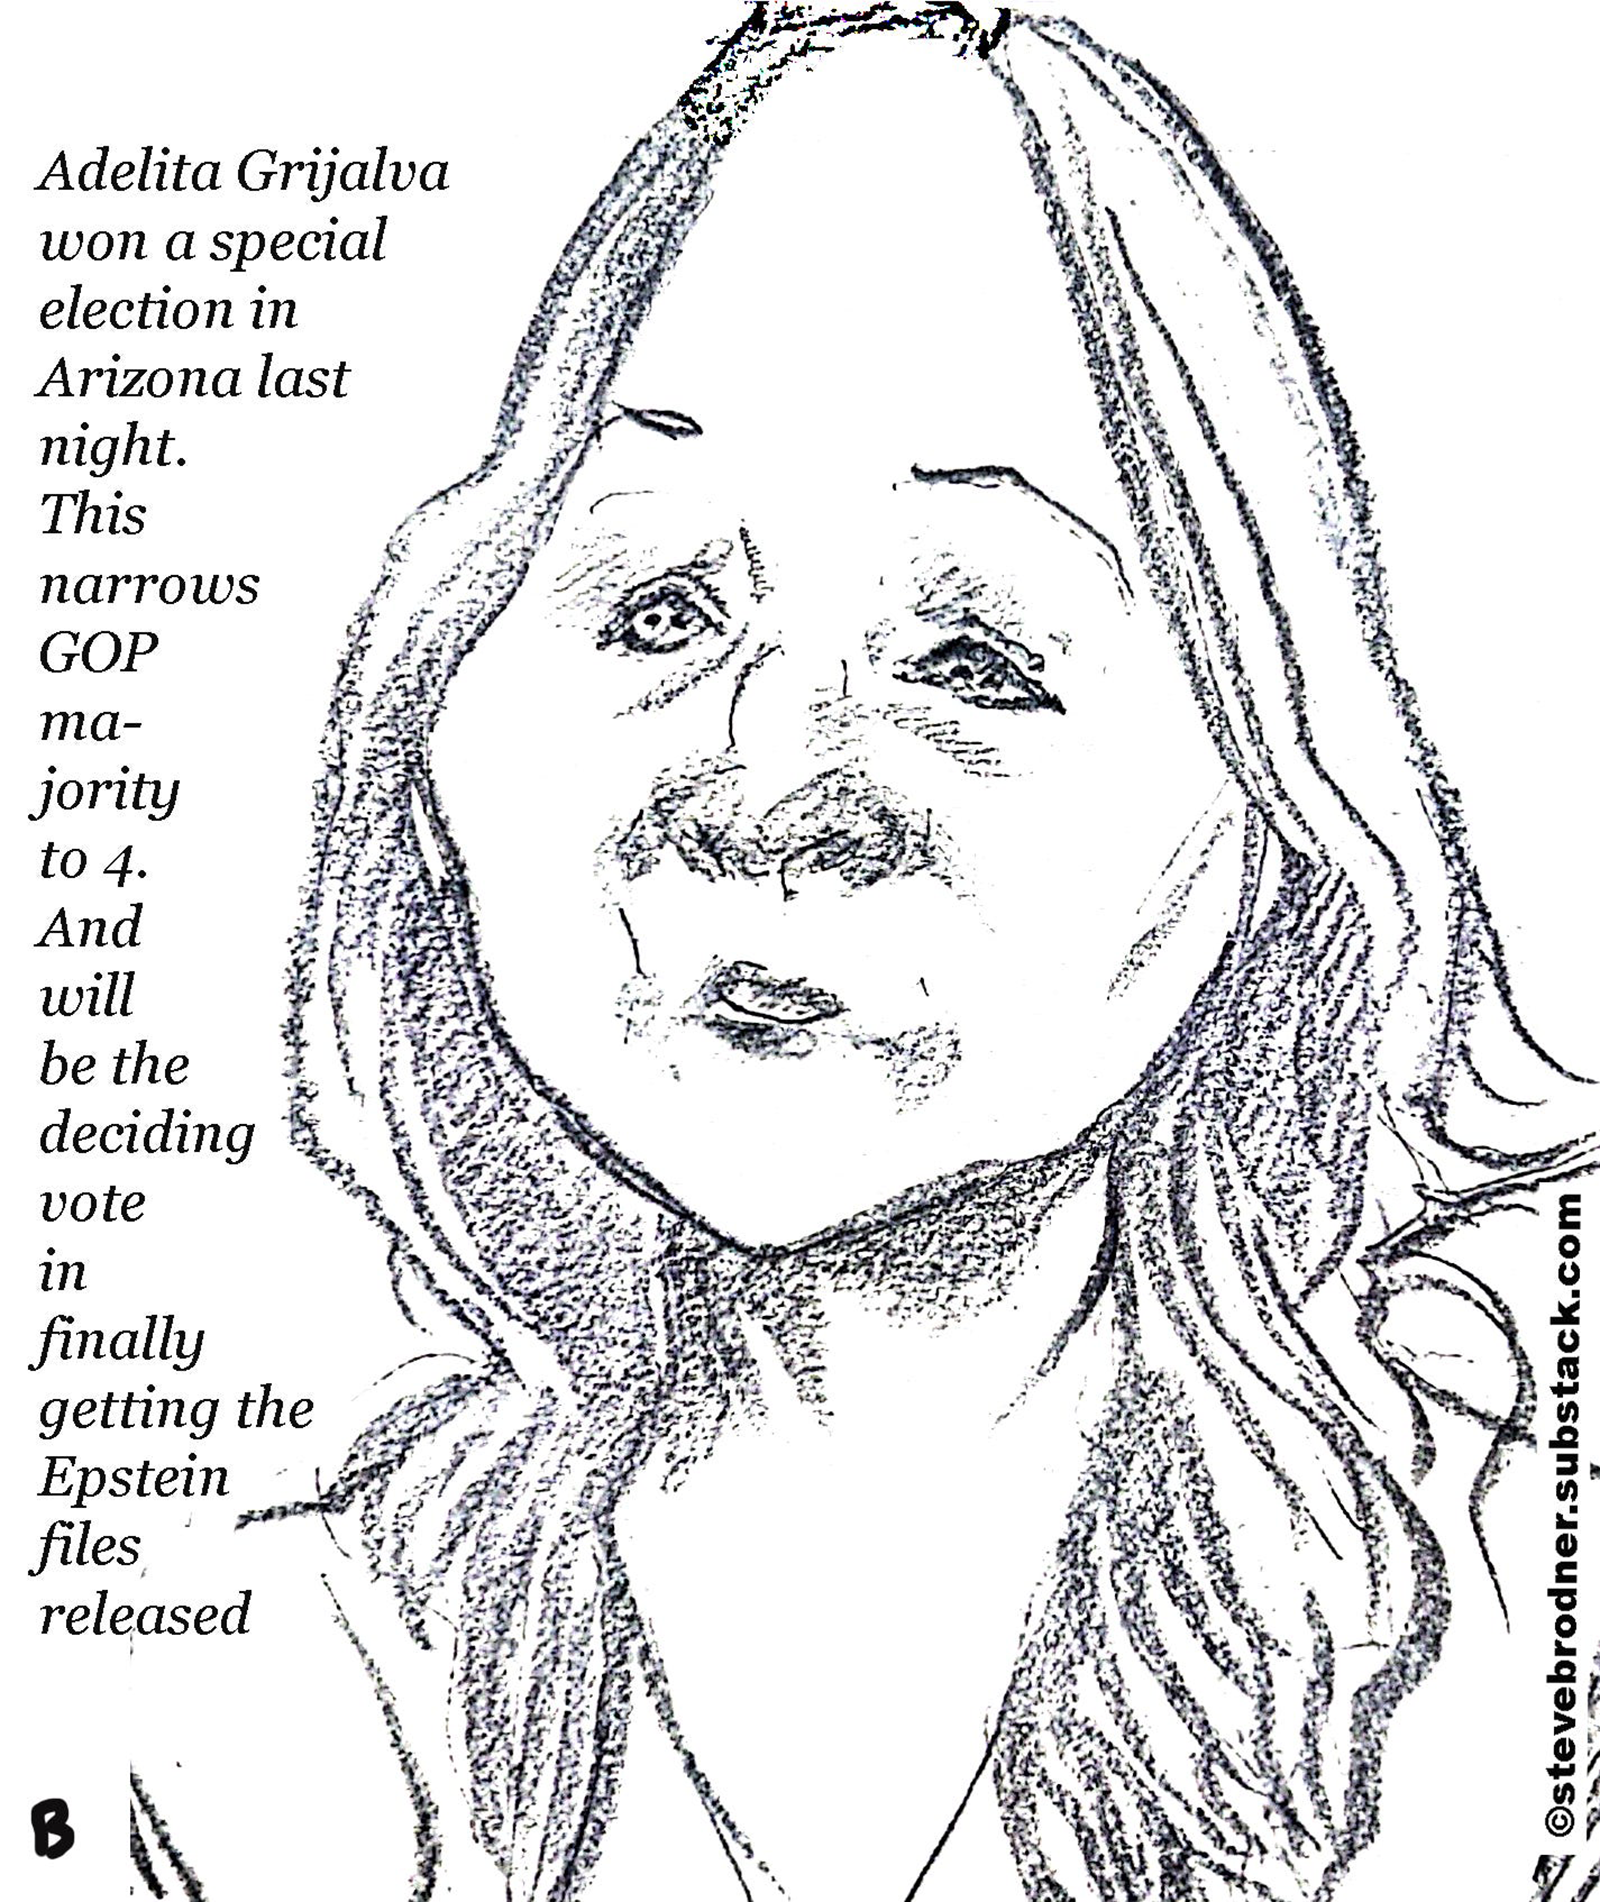 Adelita Grijalva
won a special
election in
Arizona last
night.
This
narrows
GOP
ma-
jority
to 4.
And
will
be the
deciding
vote
in
finally
getting the
Epstein
files
released
B
©stevebrodner.substack.com